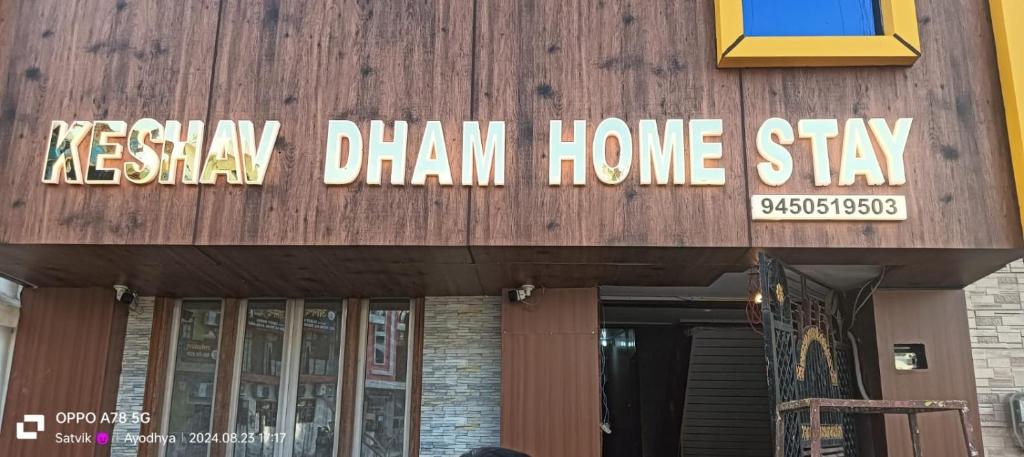 KESHAV DHAM HOME STAY
9450519503
OPPO A78 5G
Satvik 😈 | Ayodhya | 2024.08.23 17:17